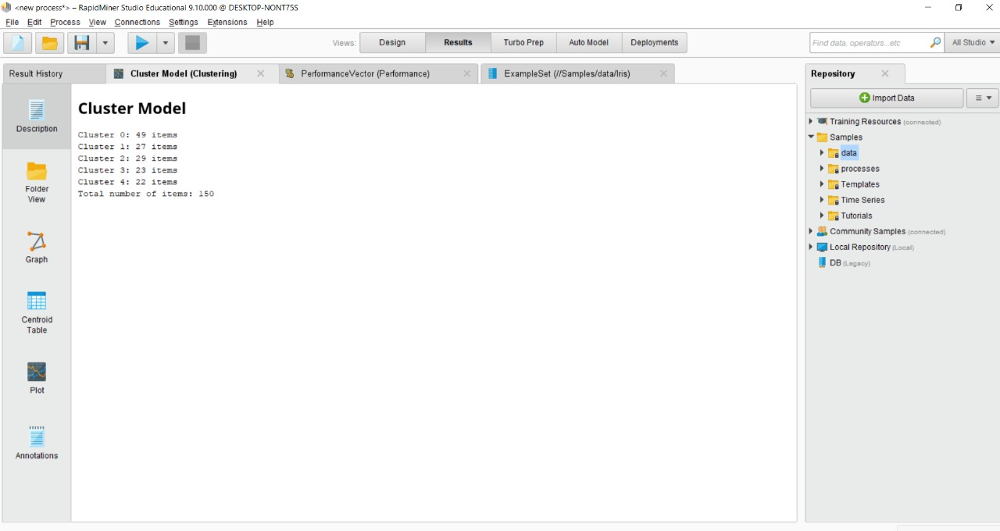 <new process*> – RapidMiner Studio Educational 9.10.000 @ DESKTOP-NONT75S
File Edit Process View Connections Settings Extensions Help
Views: Design Results Turbo Prep Auto Model Deployments Find data, operators...etc All Studio
Result History Cluster Model (Clustering) PerformanceVector (Performance) ExampleSet (//Samples/data/Iris)
Description
Folder
View
Graph
Centroid
Table
Plot
Annotations
Cluster Model
Cluster 0: 49 items
Cluster 1: 27 items
Cluster 2: 29 items
Cluster 3: 23 items
Cluster 4: 22 items
Total number of items: 150
Repository
Import Data
Training Resources (connected)
Samples
data
processes
Templates
Time Series
Tutorials
Community Samples (connected)
Local Repository (Local)
DB (Legacy)